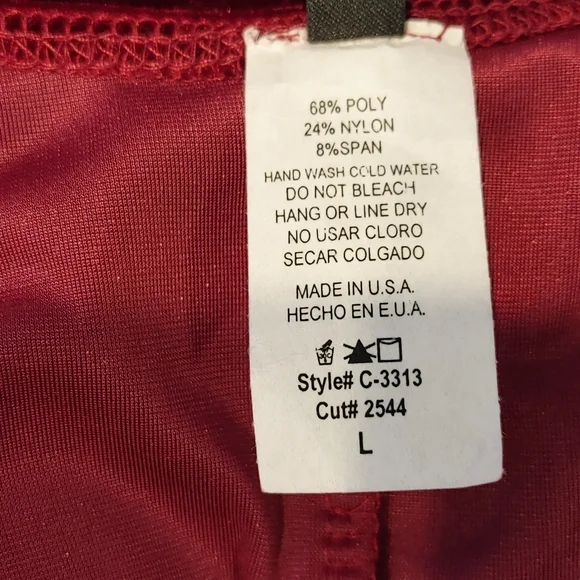 68% POLY
24% NYLON
8%SPAN
HAND WASH COLD WATER
DO NOT BLEACH
HANG OR LINE DRY
NO USAR CLORO
SECAR COLGADO
MADE IN U.S.A.
HECHO EN E.U.A.
Style# C-3313
Cut# 2544
L